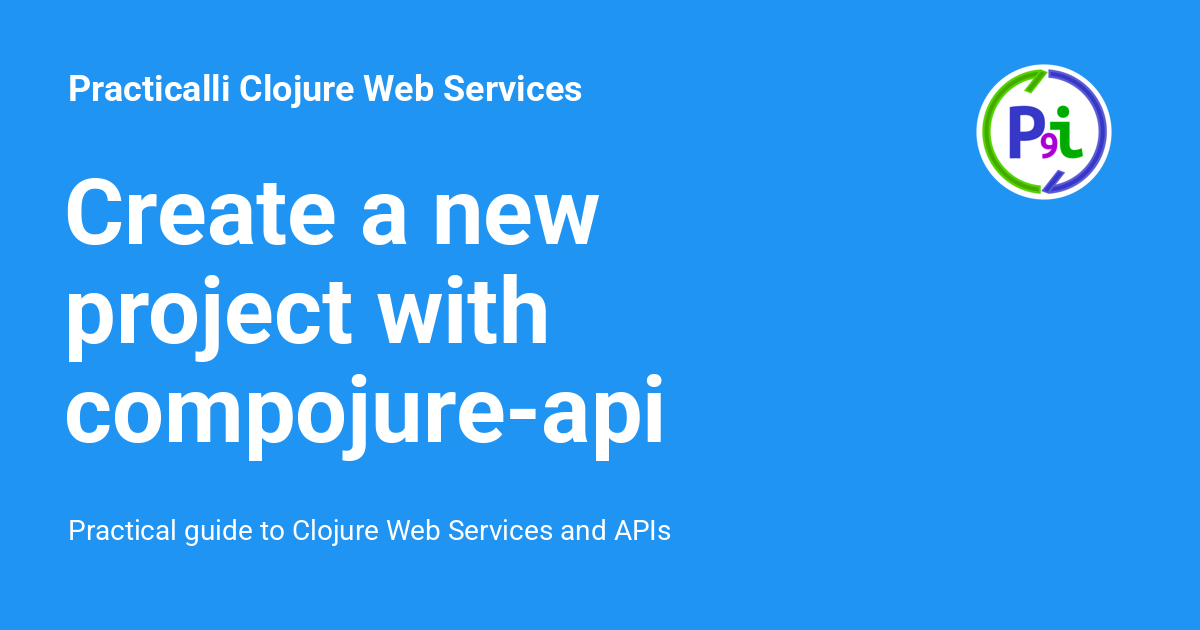 Practicalli Clojure Web Services
P9i
Create a new
project with
compojure-api
Practical guide to Clojure Web Services and APIs